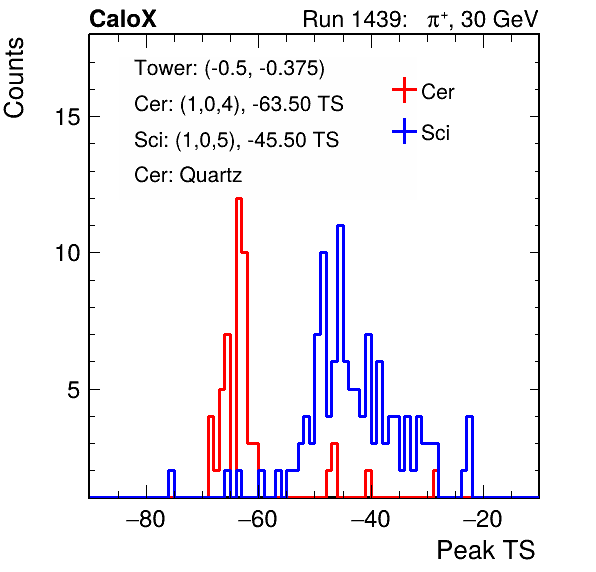 CaloX Run 1439: π⁺, 30 GeV
Counts
Tower: (-0.5, -0.375)
Cer: (1,0,4), -63.50 TS
Sci: (1,0,5), -45.50 TS
Cer: Quartz
Cer
Sci
15
10
5
−80 −60 −40 −20
Peak TS